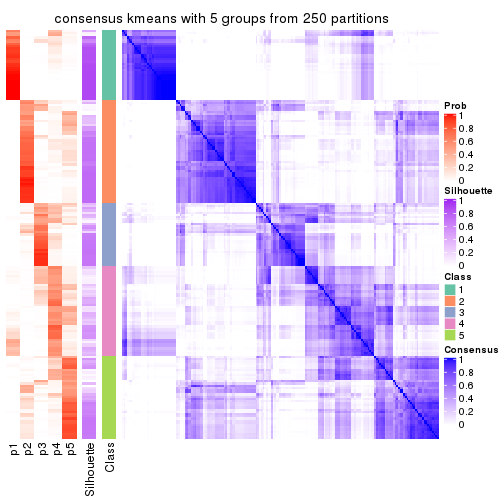 consensus kmeans with 5 groups from 250 partitions
Prob
1
0.8
0.6
0.4
0.2
0
Silhouette
1
0.8
0.6
0.4
0.2
0
Class
1
2
3
4
5
Consensus
1
0.8
0.6
0.4
0.2
0
p1
p2
p3
p4
p5
Silhouette
Class